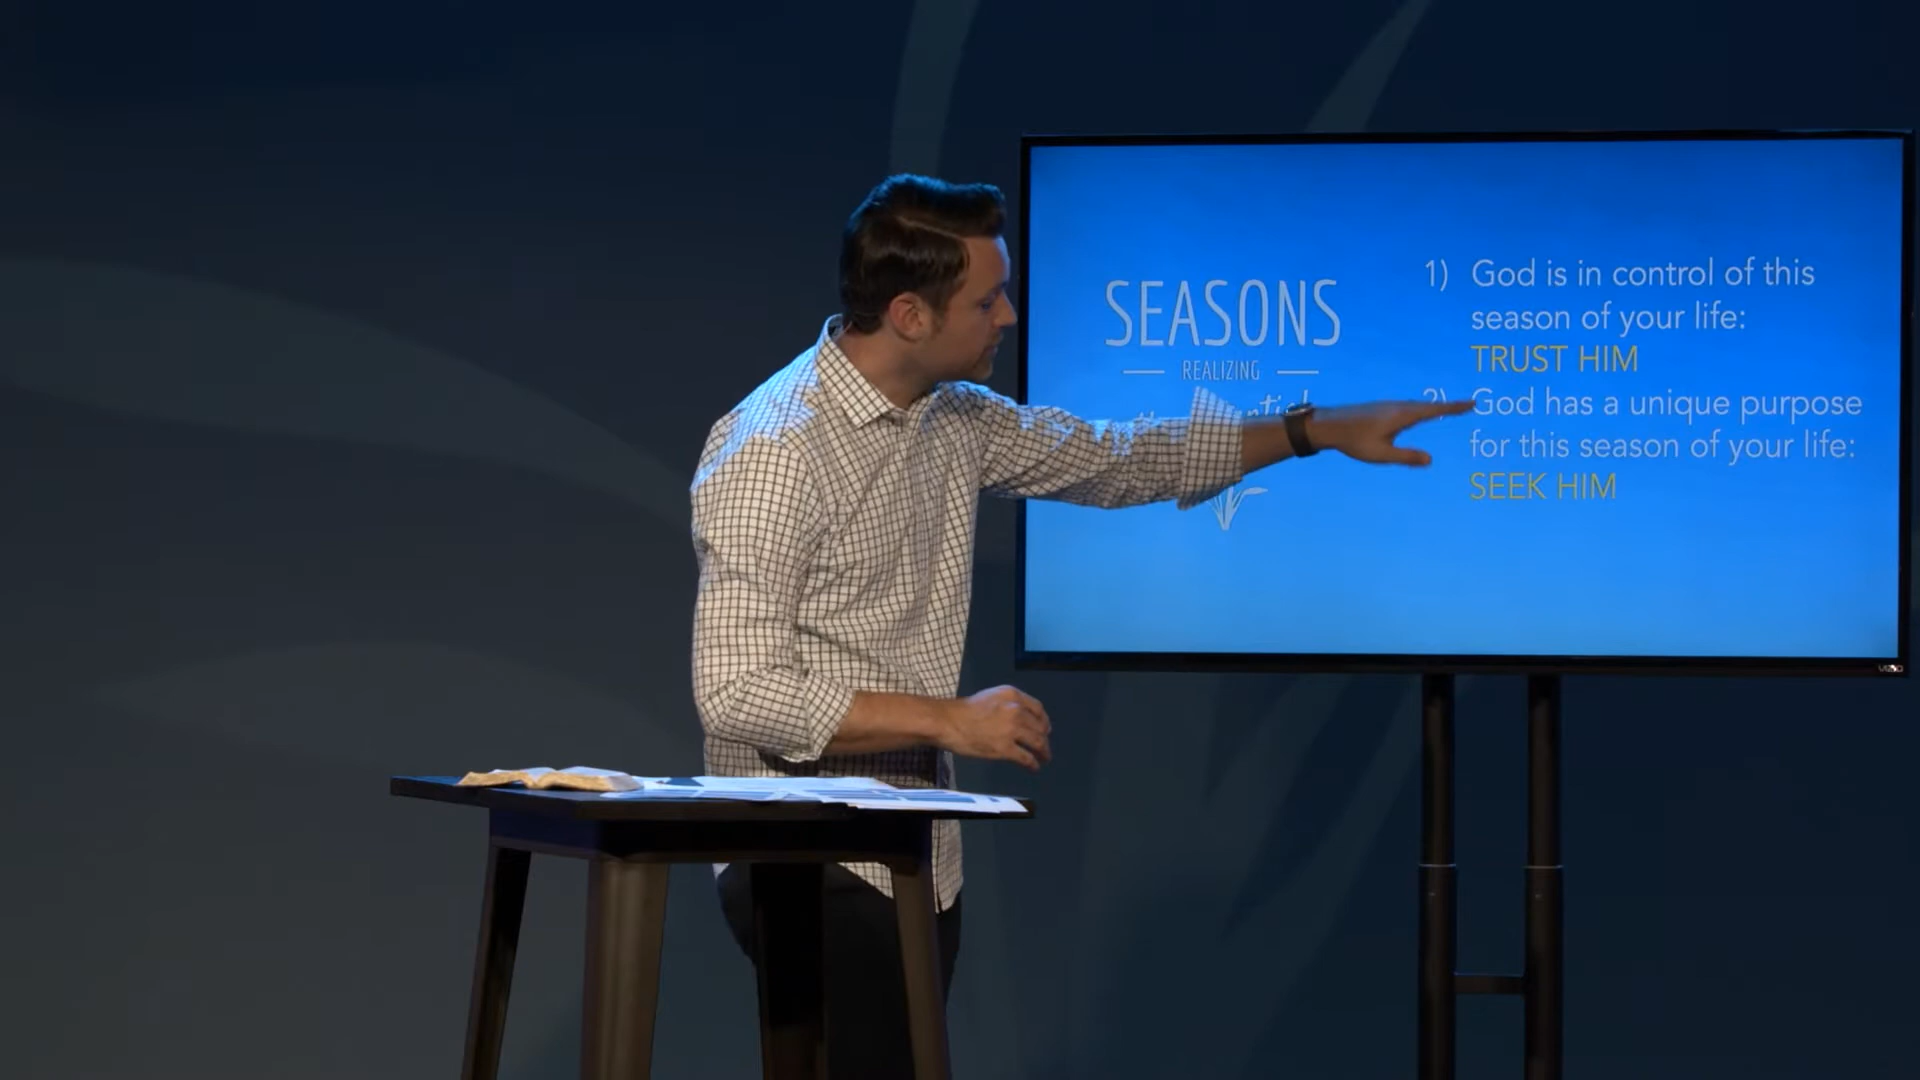 SEASONS
REALIZING
1) God is in control of this
season of your life:
TRUST HIM
God has a unique purpose
for this season of your life:
SEEK HIM
VIZIO